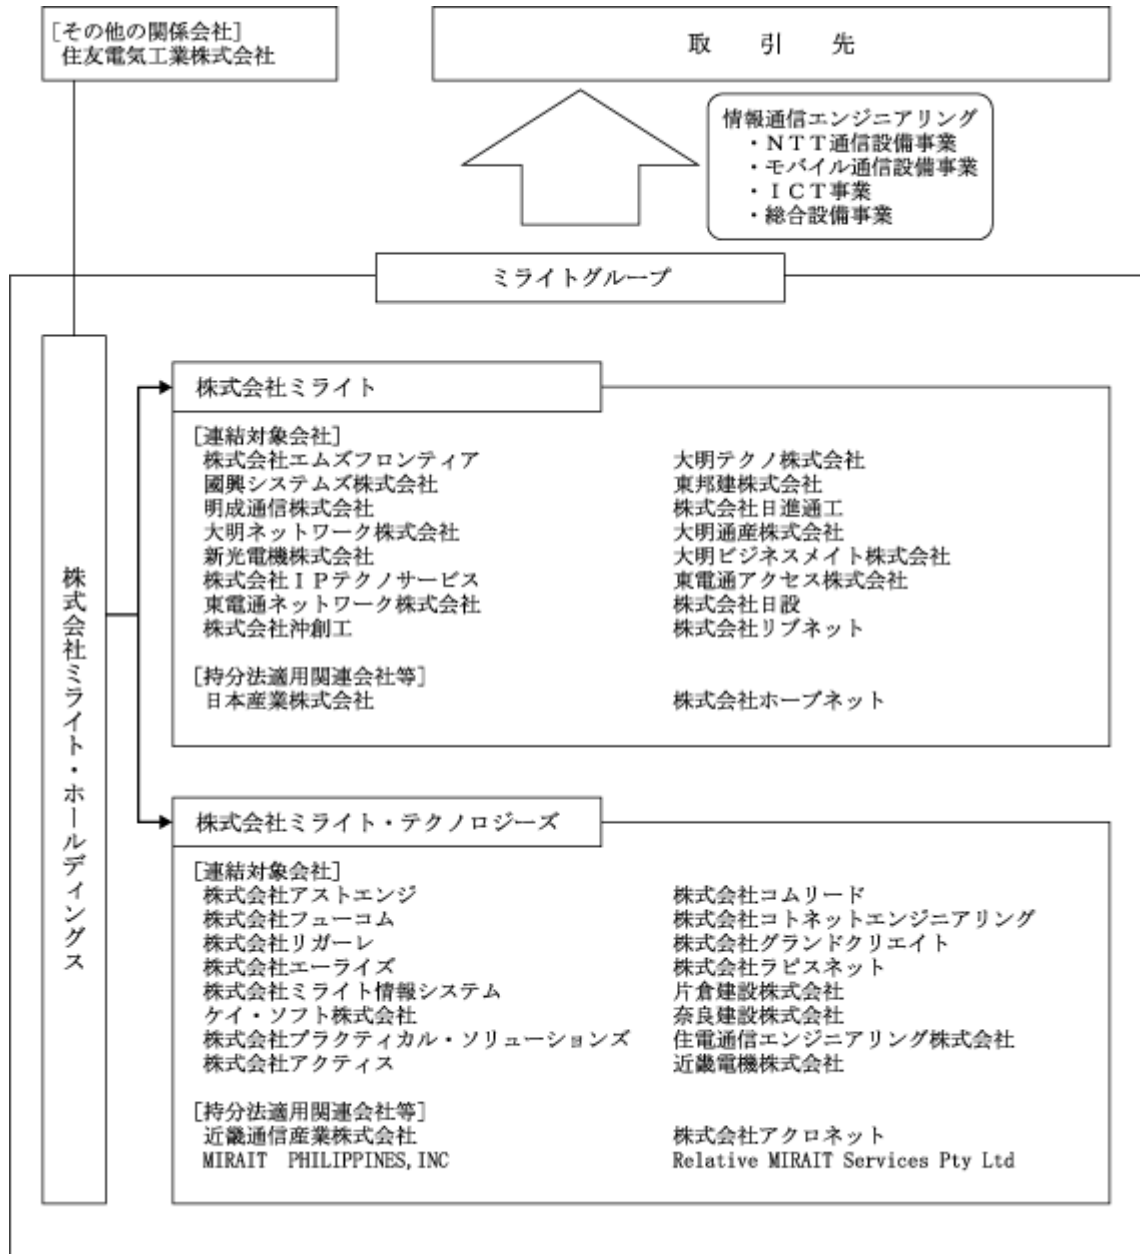 [その他の関係会社]
住友電気工業株式会社
取 引 先
情報通信エンジニアリング
・NTT通信設備事業
・モバイル通信設備事業
・ICT事業
・総合設備事業
ミライトグループ
株式会社ミライト・ホールディングス
株式会社ミライト
[連結対象会社]
株式会社エムズフロンティア
國興システムズ株式会社
明成通信株式会社
大明ネットワーク株式会社
新光電機株式会社
株式会社IPテクノサービス
東電通ネットワーク株式会社
株式会社沖創工
大明テクノ株式会社
東邦建株式会社
株式会社日進通工
大明通産株式会社
大明ビジネスメイト株式会社
東電通アクセス株式会社
株式会社日設
株式会社リブネット
[持分法適用関連会社等]
日本産業株式会社
株式会社ホープネット
株式会社ミライト・テクノロジーズ
[連結対象会社]
株式会社アストエンジ
株式会社フューコム
株式会社リガーレ
株式会社エーライズ
株式会社ミライト情報システム
ケイ・ソフト株式会社
株式会社プラクティカル・ソリューションズ
株式会社アクティス
株式会社コムリード
株式会社コトネットエンジニアリング
株式会社グランドクリエイト
株式会社ラピスネット
片倉建設株式会社
奈良建設株式会社
住電通信エンジニアリング株式会社
近畿電機株式会社
[持分法適用関連会社等]
近畿通信産業株式会社
MIRAIT PHILIPPINES,INC
株式会社アクロネット
Relative MIRAIT Services Pty Ltd